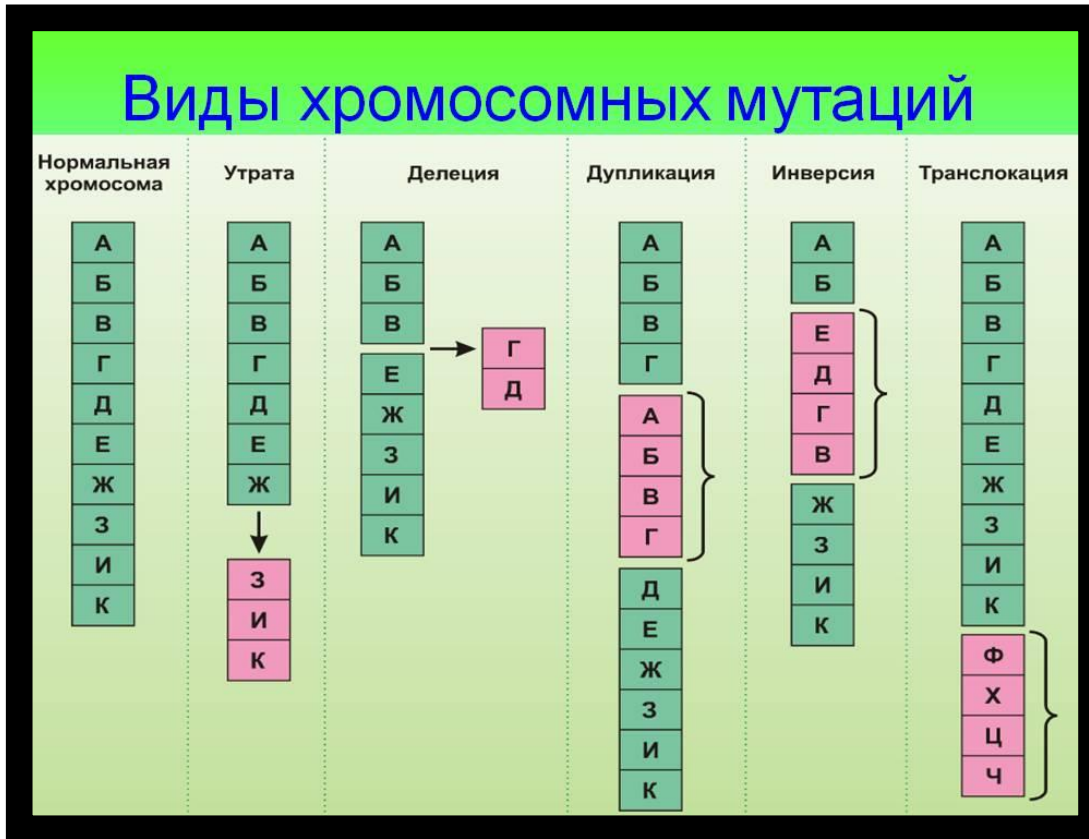 Виды хромосомных мутаций
Нормальная
хромосома
А
Б
В
Г
Д
Е
Ж
З
И
К
Утрата
А
Б
В
Г
Д
Е
Ж
З
И
К
Делеция
А
Б
В
Е
Ж
З
И
К
Г
Д
Дупликация
А
Б
В
Г
А
Б
В
Г
Д
Е
Ж
З
И
К
Инверсия
А
Б
Е
Д
Г
В
Ж
З
И
К
Транслокация
А
Б
В
Г
Д
Е
Ж
З
И
К
Ф
Х
Ц
Ч